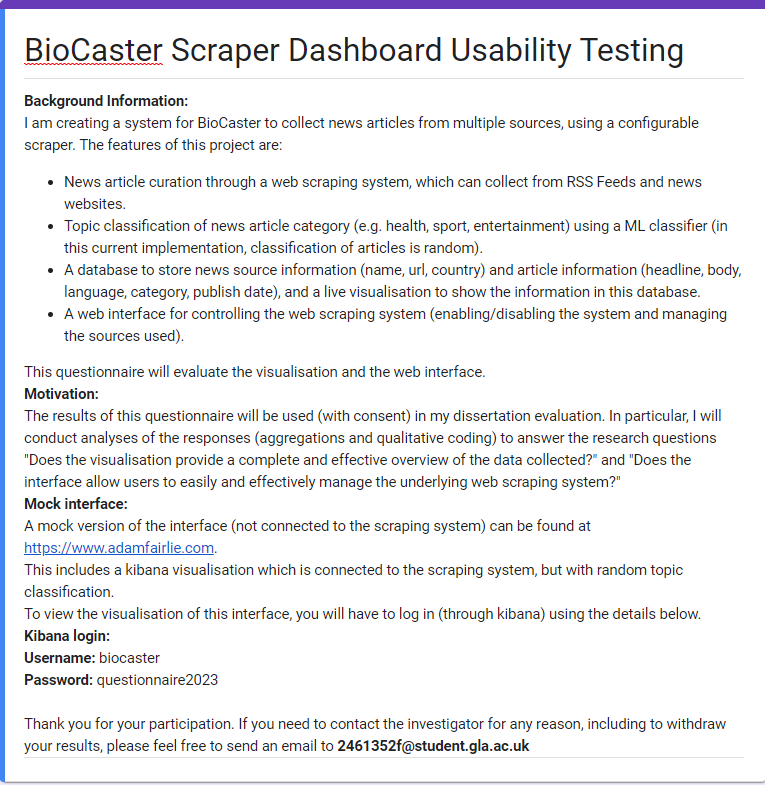 BioCaster Scraper Dashboard Usability Testing
Background Information:
I am creating a system for BioCaster to collect news articles from multiple sources, using a configurable
scraper. The features of this project are:
• News article curation through a web scraping system, which can collect from RSS Feeds and news
websites.
• Topic classification of news article category (e.g. health, sport, entertainment) using a ML classifier (in
this current implementation, classification of articles is random).
• A database to store news source information (name, url, country) and article information (headline, body,
language, category, publish date), and a live visualisation to show the information in this database.
• A web interface for controlling the web scraping system (enabling/disabling the system and managing
the sources used).
This questionnaire will evaluate the visualisation and the web interface.
Motivation:
The results of this questionnaire will be used (with consent) in my dissertation evaluation. In particular, I will
conduct analyses of the responses (aggregations and qualitative coding) to answer the research questions
"Does the visualisation provide a complete and effective overview of the data collected?" and "Does the
interface allow users to easily and effectively manage the underlying web scraping system?"
Mock interface:
A mock version of the interface (not connected to the scraping system) can be found at
https://www.adamfairlie.com.
This includes a kibana visualisation which is connected to the scraping system, but with random topic
classification.
To view the visualisation of this interface, you will have to log in (through kibana) using the details below.
Kibana login:
Username: biocaster
Password: questionnaire2023
Thank you for your participation. If you need to contact the investigator for any reason, including to withdraw
your results, please feel free to send an email to 2461352f@student.gla.ac.uk